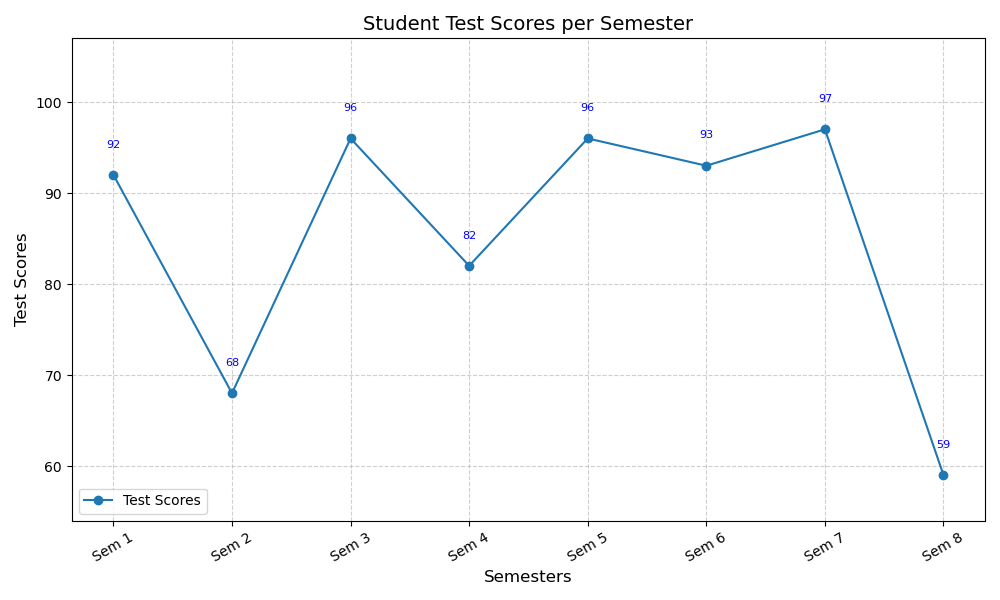 Student Test Scores per Semester
Test Scores
100
90
80
70
60
92
68
96
82
96
93
97
59
Test Scores
Sem 1
Sem 2
Sem 3
Sem 4
Sem 5
Sem 6
Sem 7
Sem 8
Semesters